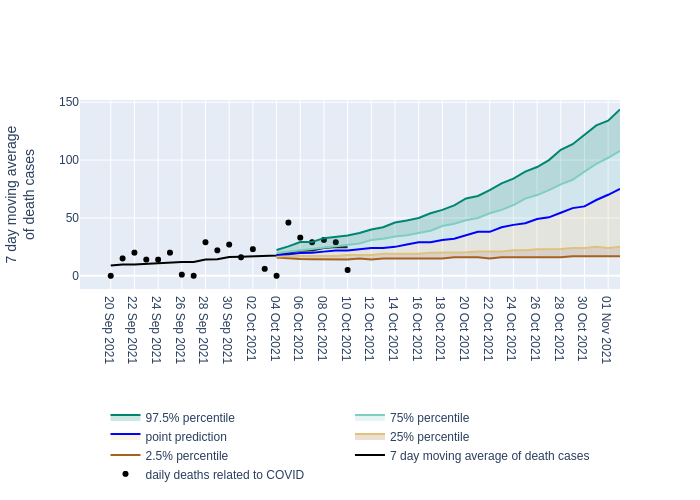 150
100
50
0
7 day moving average
of death cases
20 Sep 2021
22 Sep 2021
24 Sep 2021
26 Sep 2021
28 Sep 2021
30 Sep 2021
02 Oct 2021
04 Oct 2021
06 Oct 2021
08 Oct 2021
10 Oct 2021
12 Oct 2021
14 Oct 2021
16 Oct 2021
18 Oct 2021
20 Oct 2021
22 Oct 2021
24 Oct 2021
26 Oct 2021
28 Oct 2021
30 Oct 2021
01 Nov 2021
97.5% percentile
75% percentile
point prediction
25% percentile
2.5% percentile
7 day moving average of death cases
daily deaths related to COVID